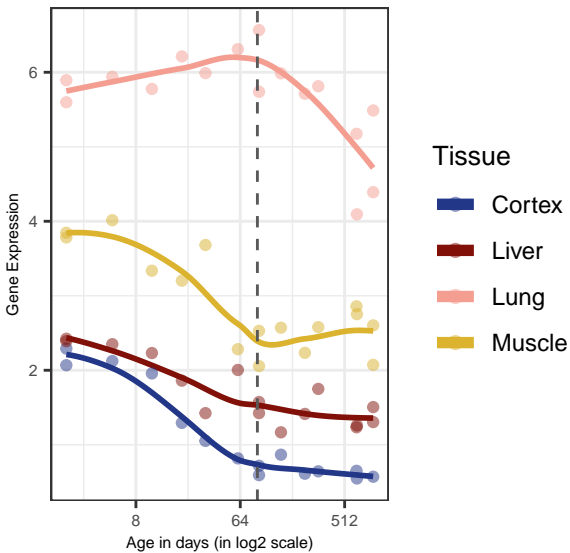 6
4
2
Gene Expression
8
64
512
Age in days (in log2 scale)
Tissue
Cortex
Liver
Lung
Muscle